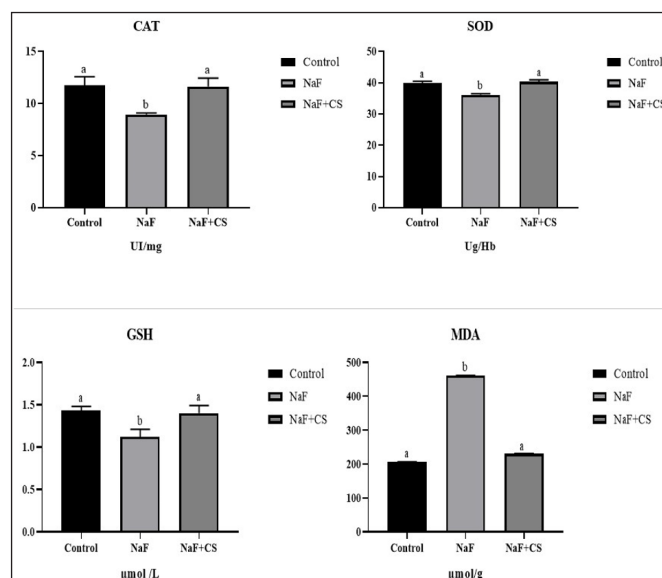 CAT
15
10
5
0
a
b
a
Control
NaF
NaF+CS
UI/mg
Control
NaF
NaF+CS
SOD
50
40
30
20
10
0
a
b
a
Control
NaF
NaF+CS
Ug/Hb
Control
NaF
NaF+CS
GSH
2.0
1.5
1.0
0.5
0.0
a
b
a
Control
NaF
NaF+CS
µmol /L
Control
NaF
NaF+CS
MDA
500
400
300
200
100
0
a
b
a
Control
NaF
NaF+CS
µmol/g
Control
NaF
NaF+CS